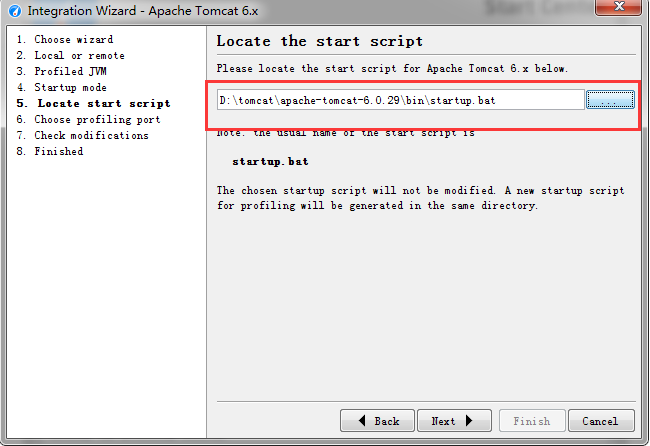 Integration Wizard - Apache Tomcat 6.x
Start Cent
1. Choose wizard
2. Local or remote
3. Profiled JVM
4. Startup mode
5. Locate start script
6. Choose profiling port
7. Check modifications
8. Finished
Locate the start script
Please locate the start script for Apache Tomcat 6.x below.
D:\tomcat\apache-tomcat-6.0.29\bin\startup.bat
...
Note: the usual name of the start script is
startup.bat
The chosen startup script will not be modified. A new startup script
for profiling will be generated in the same directory.
Back
Next
Finish
Cancel